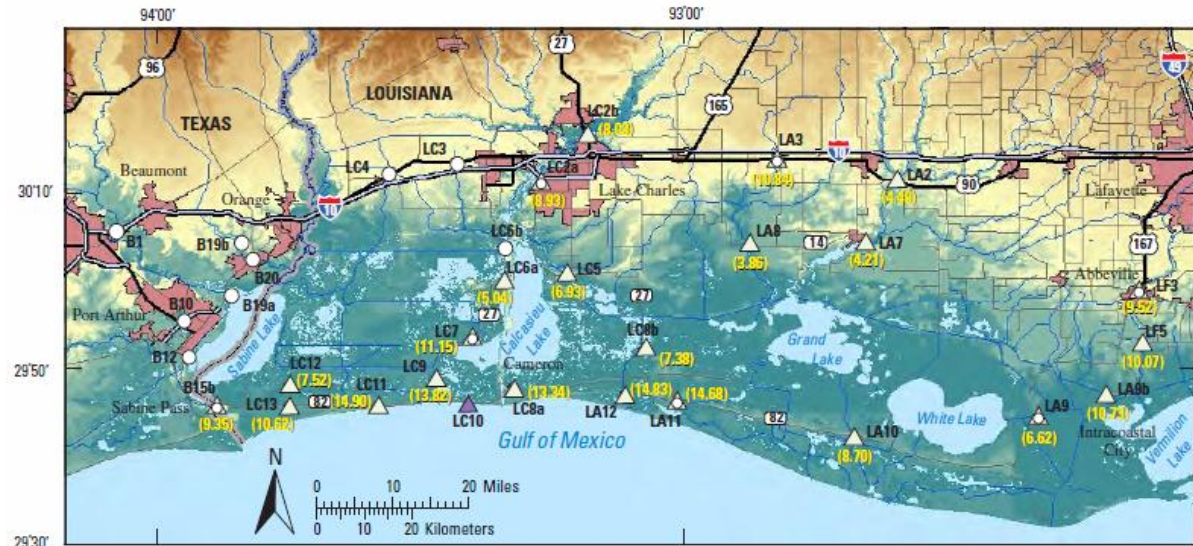 94°00'
93°00'
96
27
165
49
LOUISIANA
TEXAS
LC2b
(8.08)
LC3
LC4
LC2a
(8.93)
LA3
(10.84)
10
LA2
(4.48)
90
30°10'
Beaumont
Orange
10
Lake Charles
Lafayette
B1
B19b
B20
B19a
LC6b
LC6a
(5.04)
LC5
(6.93)
LA8
(3.86)
14
LA7
(4.21)
167
Abbeville
LF3
(9.52)
27
B10
Port Arthur
Sabine Lake
LC7
(11.15)
27
Calcasieu Lake
LC8b
(7.38)
Grand Lake
LF5
(10.07)
29°50'
B12
LC12
(7.52)
LC9
(13.82)
Cameron
B15b
Sabine Pass
(9.35)
LC13
(10.62)
82
LC11
(14.90)
LC10
LC8a
(13.34)
LA12
(14.83)
LA11
(14.68)
82
LA10
(8.70)
White Lake
LA9
(6.62)
LA9b
(10.73)
Intracoastal City
Vermilion Lake
Gulf of Mexico
N
0 10 20 Miles
0 10 20 Kilometers
29°30'